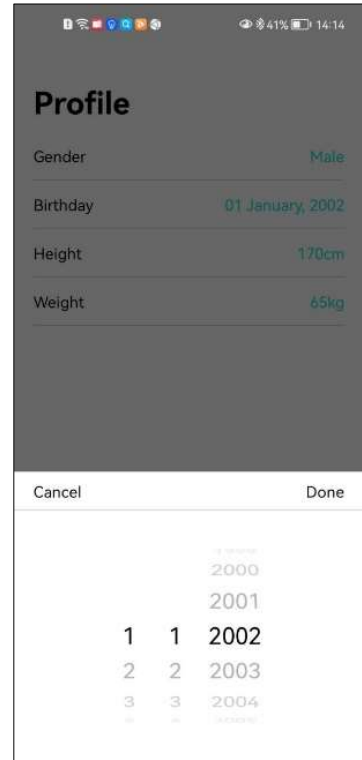 41% 14:14
Profile
Gender Male
Birthday 01 January, 2002
Height 170cm
Weight 65kg
Cancel Done
2000
2001
1 1 2002
2 2 2003
3 3 2004